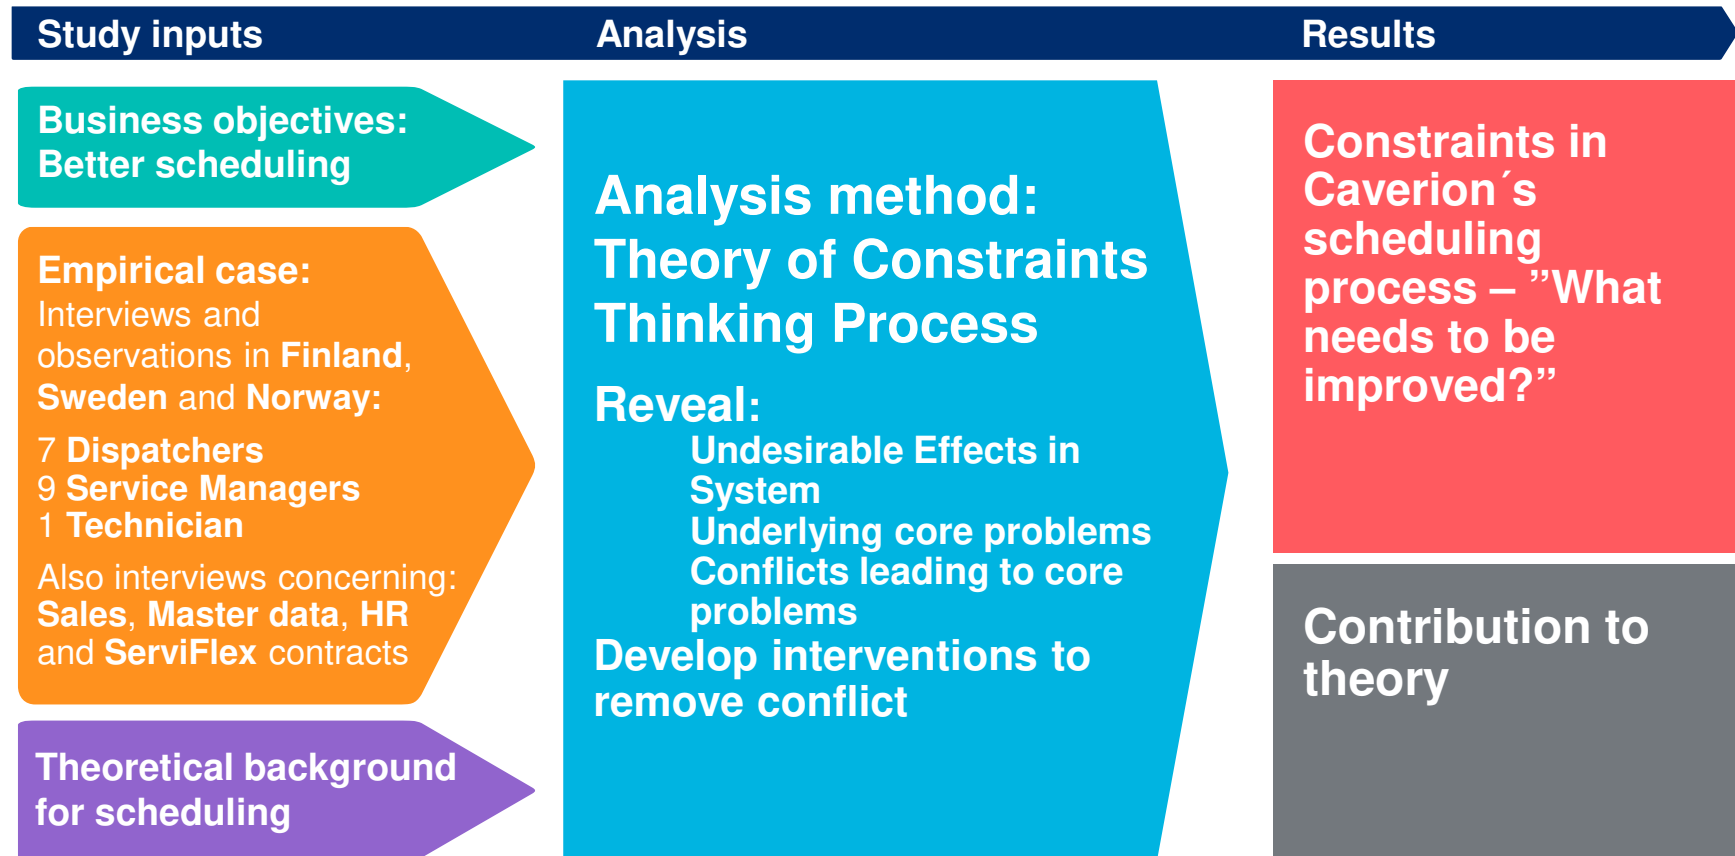 Study inputs
Analysis
Results
Business objectives:
Better scheduling
Empirical case:
Interviews and
observations in Finland,
Sweden and Norway:
7 Dispatchers
9 Service Managers
1 Technician
Also interviews concerning:
Sales, Master data, HR
and ServiFlex contracts
Theoretical background
for scheduling
Analysis method:
Theory of Constraints
Thinking Process
Reveal:
Undesirable Effects in
System
Underlying core problems
Conflicts leading to core
problems
Develop interventions to
remove conflict
Constraints in
Caverion´s
scheduling
process – ”What
needs to be
improved?”
Contribution to
theory